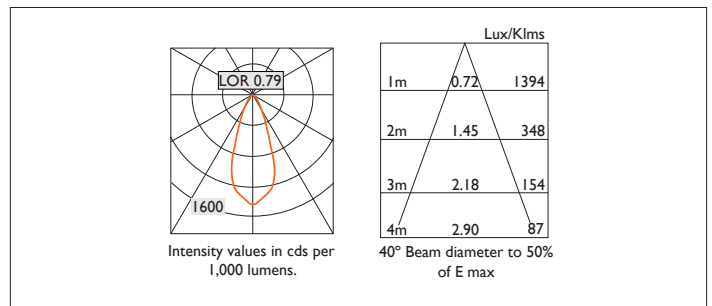 LOR 0.79
1600
Intensity values in cds per
1,000 lumens.
Lux/Klms
1m 0.72 1394
2m 1.45 348
3m 2.18 154
4m 2.90 87
40º Beam diameter to 50%
of E max